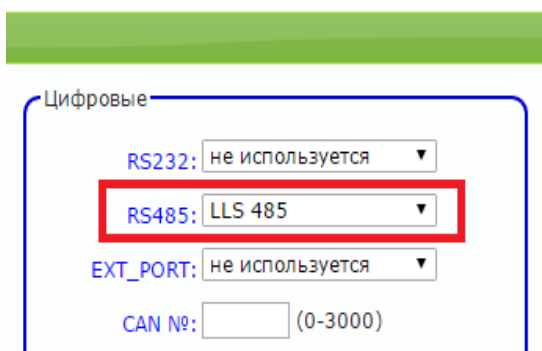 Цифровые
RS232: не используется
RS485: LLS 485
EXT_PORT: не используется
CAN №: (0-3000)